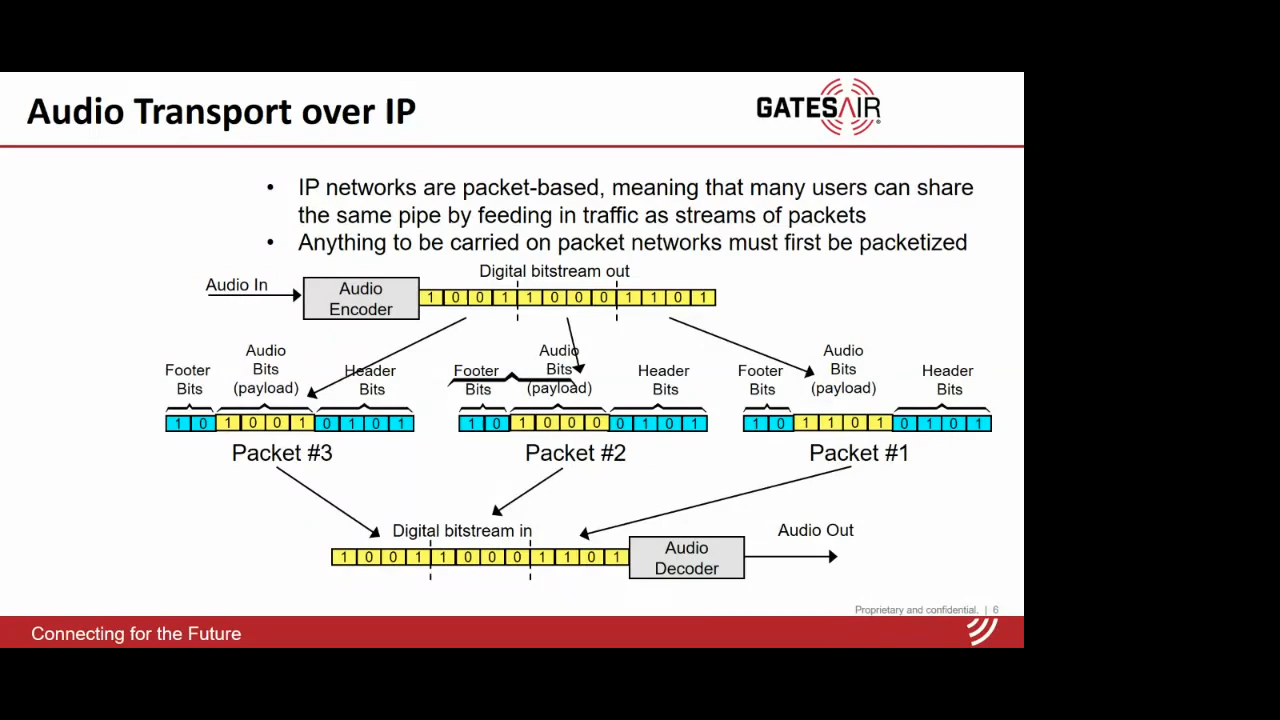 Audio Transport over IP
GATESAIR
• IP networks are packet-based, meaning that many users can share
the same pipe by feeding in traffic as streams of packets
• Anything to be carried on packet networks must first be packetized
Digital bitstream out
Audio In
Audio
Encoder
1 0 0 1 1 0 0 0 1 1 0 1
Footer
Bits
Audio
Bits
(payload)
Header
Bits
Footer
Bits
Audio
Bits
(payload)
Header
Bits
Footer
Bits
Audio
Bits
(payload)
Header
Bits
1 0 1 0 0 1 0 1 0 1
1 0 1 0 0 0 0 1 0 1
1 0 1 1 0 1 0 1 0 1
Packet #3
Packet #2
Packet #1
Digital bitstream in
1 0 0 1 1 0 0 0 1 1 0 1
Audio
Decoder
Audio Out
Proprietary and confidential. | 6
Connecting for the Future